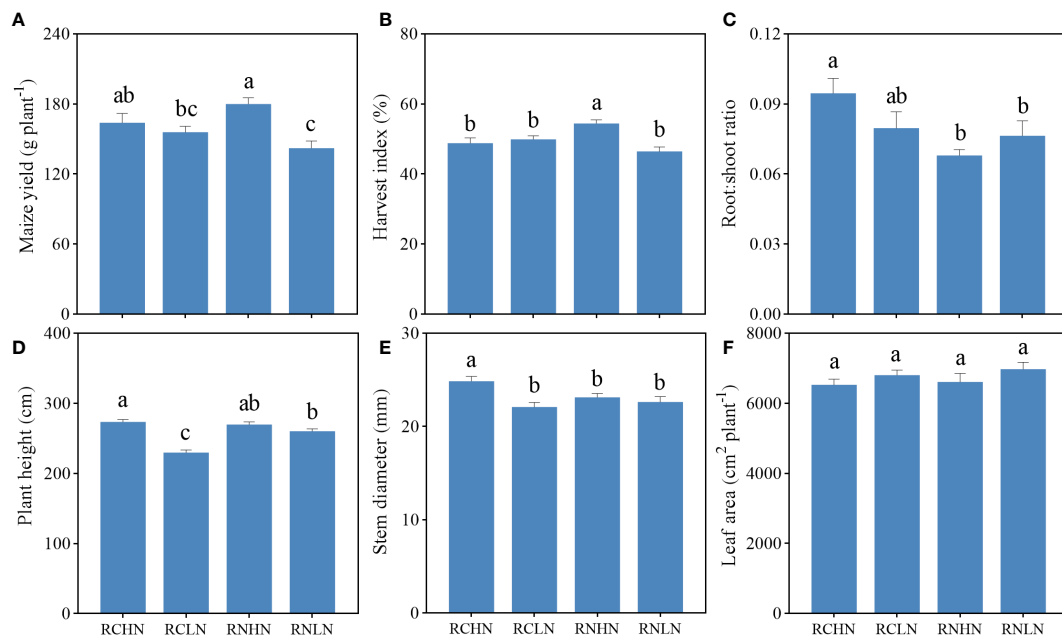 A
Maize yield (g plant⁻¹)
240
180
120
60
0
ab
bc
a
c
B
Harvest index (%)
80
60
40
20
0
b
b
a
b
C
Root:shoot ratio
0.12
0.09
0.06
0.03
0.00
a
ab
b
b
D
Plant height (cm)
400
300
200
100
0
a
c
ab
b
RCHN RCLN RNHN RNLN
E
Stem diameter (mm)
30
20
10
0
a
b
b
b
RCHN RCLN RNHN RNLN
F
Leaf area (cm² plant⁻¹)
8000
6000
4000
2000
0
a
a
a
a
RCHN RCLN RNHN RNLN